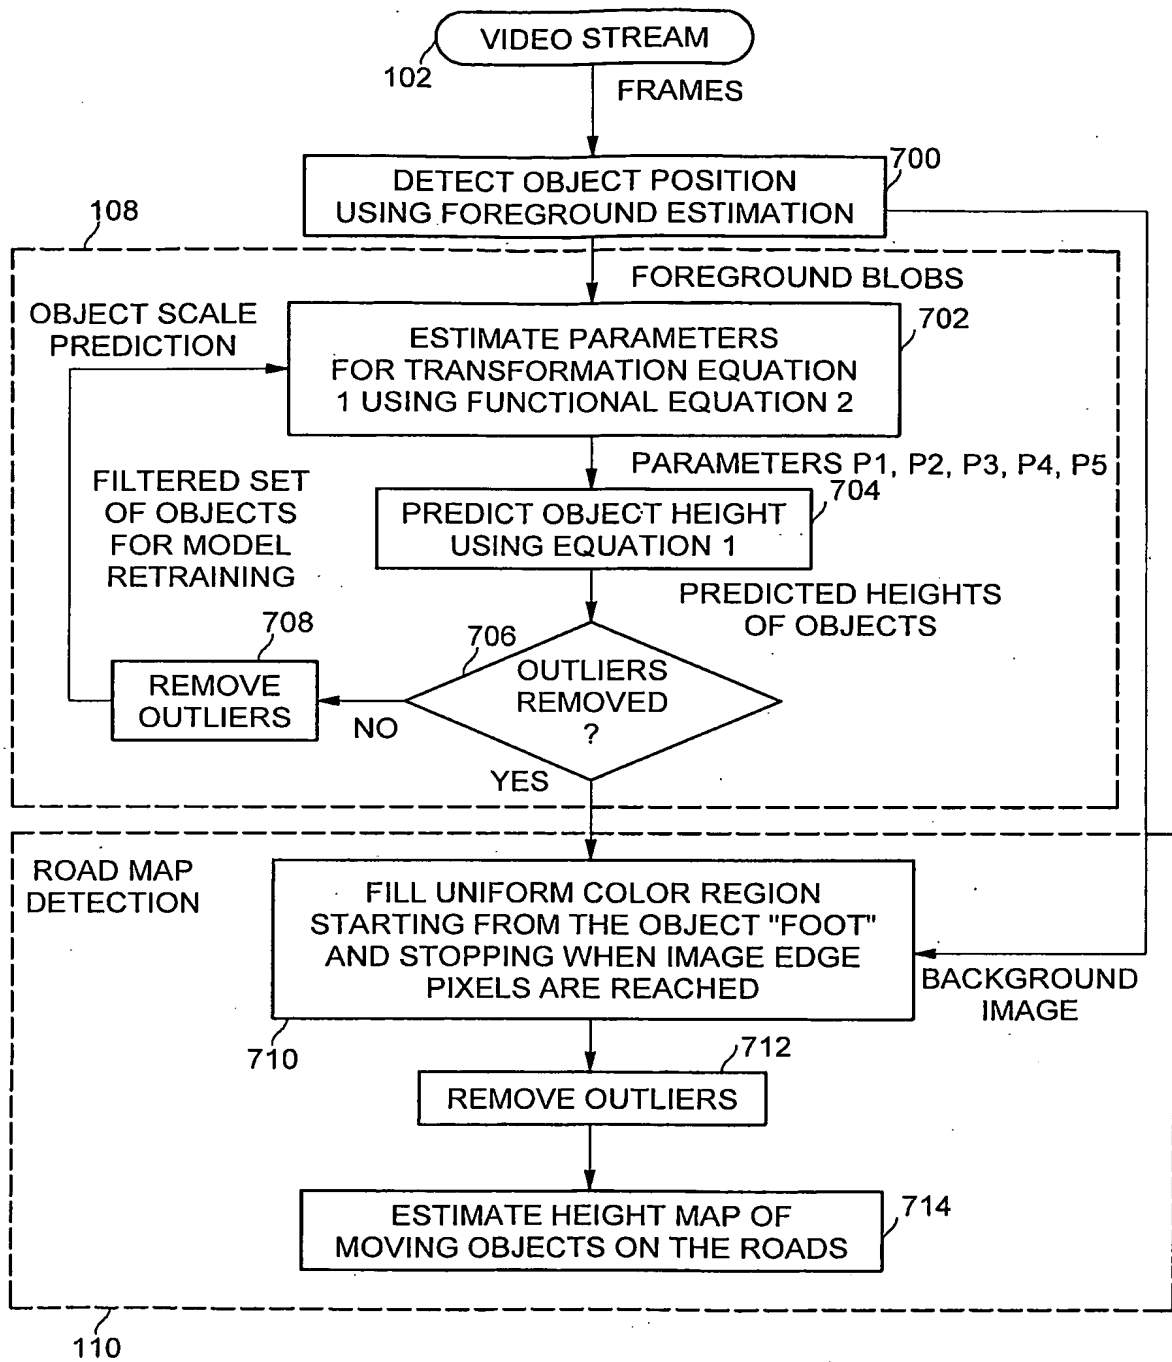 VIDEO STREAM
102
FRAMES
700
DETECT OBJECT POSITION
USING FOREGROUND ESTIMATION
108
FOREGROUND BLOBS
OBJECT SCALE
PREDICTION
702
ESTIMATE PARAMETERS
FOR TRANSFORMATION EQUATION
1 USING FUNCTIONAL EQUATION 2
PARAMETERS P1, P2, P3, P4, P5
FILTERED SET
OF OBJECTS
FOR MODEL
RETRAINING
704
PREDICT OBJECT HEIGHT
USING EQUATION 1
PREDICTED HEIGHTS
OF OBJECTS
708
706
REMOVE
OUTLIERS
OUTLIERS
REMOVED
?
NO
YES
ROAD MAP
DETECTION
FILL UNIFORM COLOR REGION
STARTING FROM THE OBJECT "FOOT"
AND STOPPING WHEN IMAGE EDGE
PIXELS ARE REACHED
BACKGROUND
IMAGE
710
712
REMOVE OUTLIERS
714
ESTIMATE HEIGHT MAP OF
MOVING OBJECTS ON THE ROADS
110